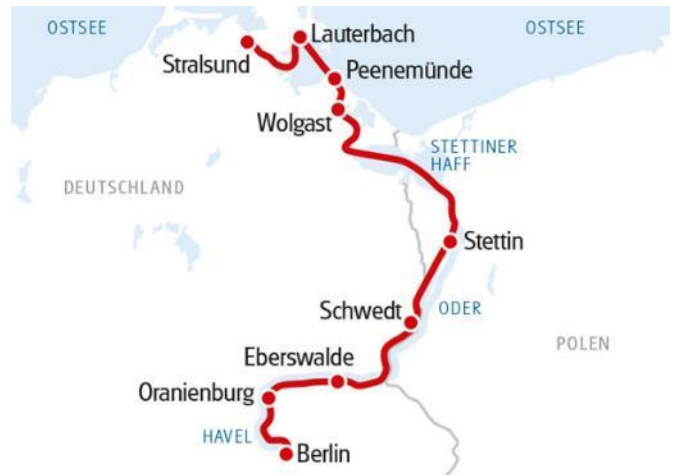 OSTSEE
OSTSEE
Lauterbach
Stralsund
Peenemünde
Wolgast
STETTINER
HAFF
DEUTSCHLAND
Stettin
Schwedt
ODER
POLEN
Eberswalde
Oranienburg
HAVEL
Berlin